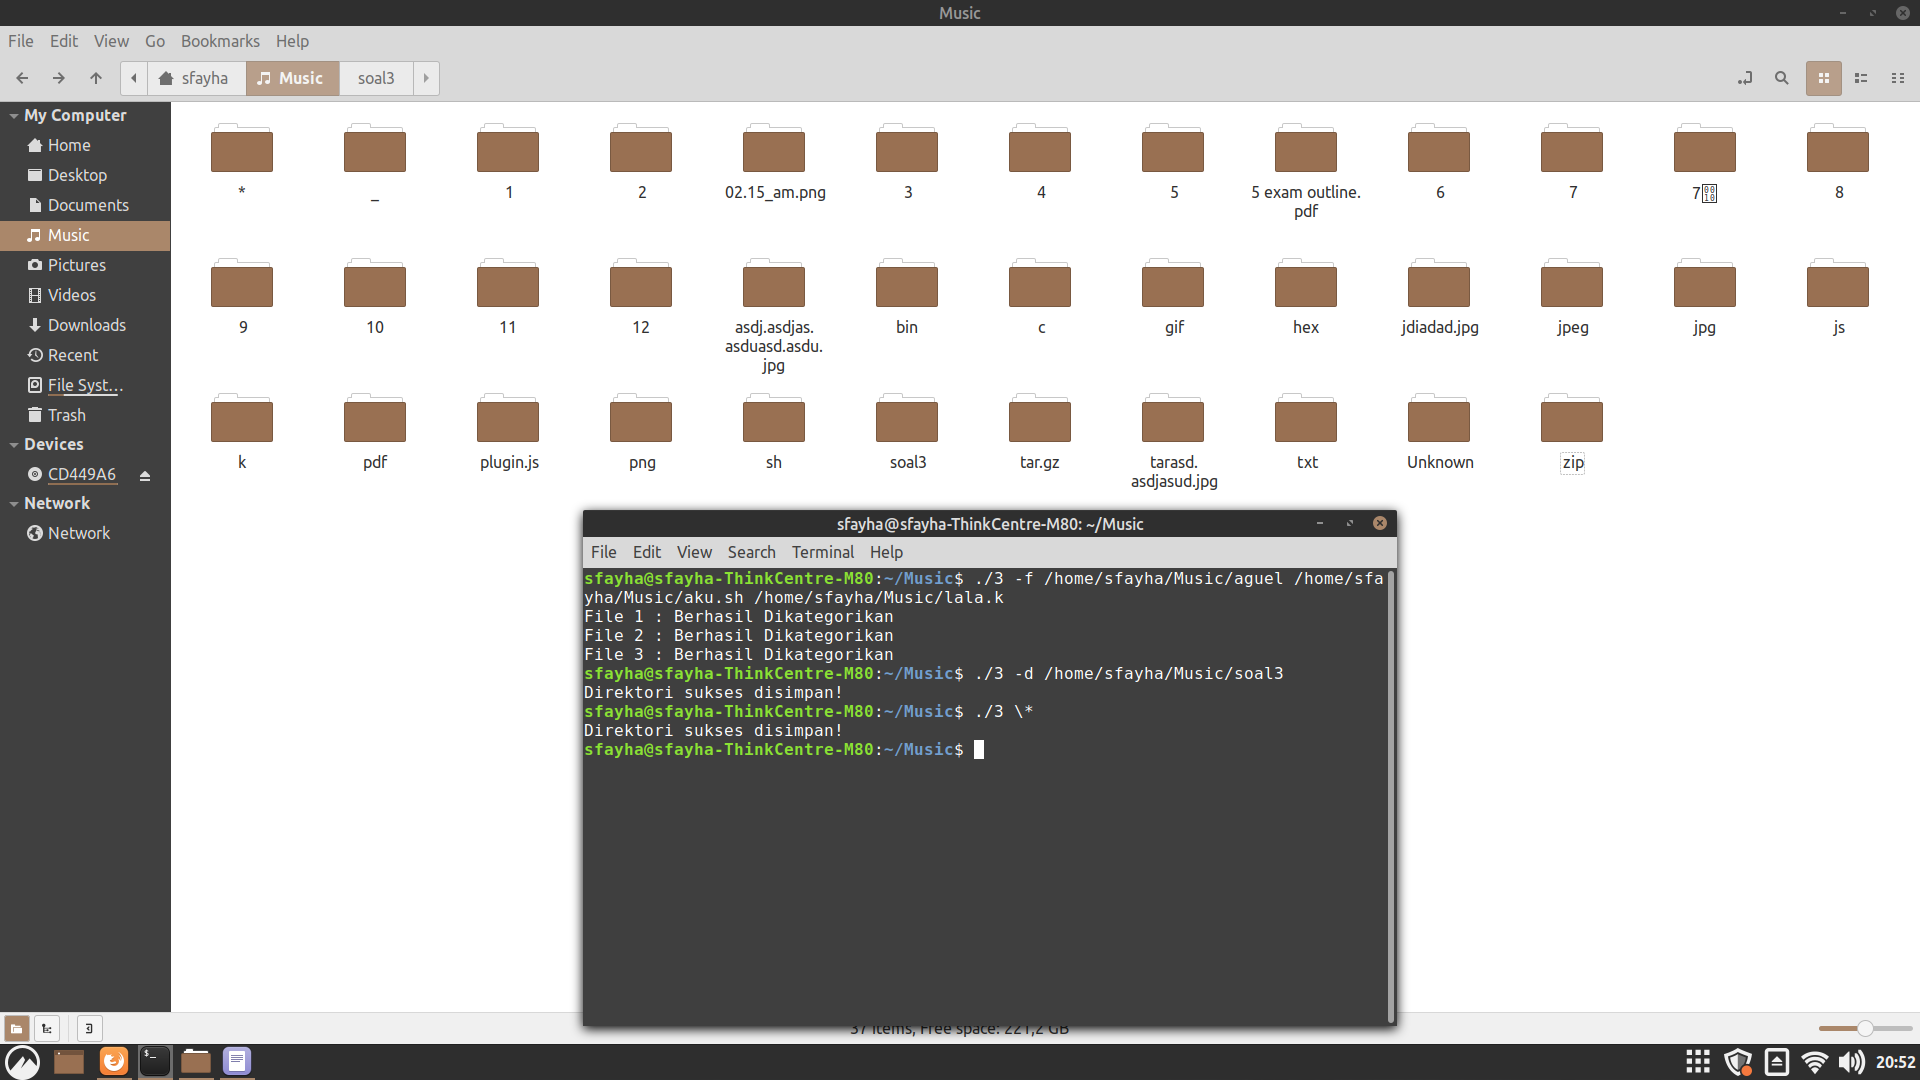 Music
File Edit View Go Bookmarks Help
sfayha Music soal3
My Computer
Home
Desktop
Documents
Music
Pictures
Videos
Downloads
Recent
File Syst…
Trash
Devices
CD449A6
Network
Network
* _ 1 2 02.15_am.png 3 4 5 5 exam outline. 6 7 7 0010 8
pdf
9 10 11 12 asdj.asdjas. bin c gif hex jdiadad.jpg jpeg jpg js
asduasd.asdu.
jpg
k pdf plugin.js png sh soal3 tar.gz tarasd. txt Unknown zip
asdjasud.jpg
sfayha@sfayha-ThinkCentre-M80: ~/Music
File Edit View Search Terminal Help
sfayha@sfayha-ThinkCentre-M80:~/Music$ ./3 -f /home/sfayha/Music/aguel /home/sfa
yha/Music/aku.sh /home/sfayha/Music/lala.k
File 1 : Berhasil Dikategorikan
File 2 : Berhasil Dikategorikan
File 3 : Berhasil Dikategorikan
sfayha@sfayha-ThinkCentre-M80:~/Music$ ./3 -d /home/sfayha/Music/soal3
Direktori sukses disimpan!
sfayha@sfayha-ThinkCentre-M80:~/Music$ ./3 \*
Direktori sukses disimpan!
sfayha@sfayha-ThinkCentre-M80:~/Music$
37 items, Free space: 221,2 GB
20:52